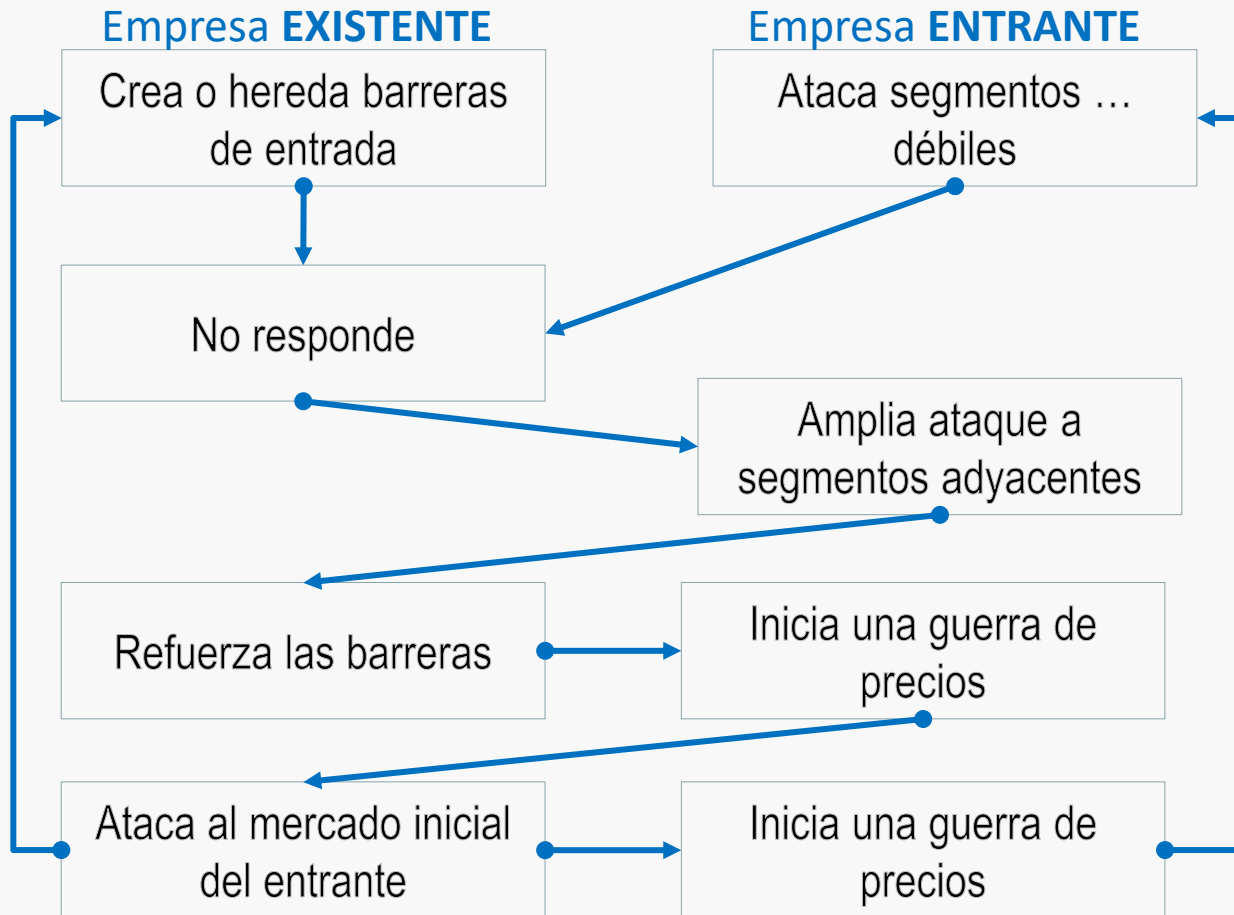 Empresa EXISTENTE
Empresa ENTRANTE
Crea o hereda barreras
de entrada
Ataca segmentos …
débiles
No responde
Amplia ataque a
segmentos adyacentes
Refuerza las barreras
Inicia una guerra de
precios
Ataca al mercado inicial
del entrante
Inicia una guerra de
precios